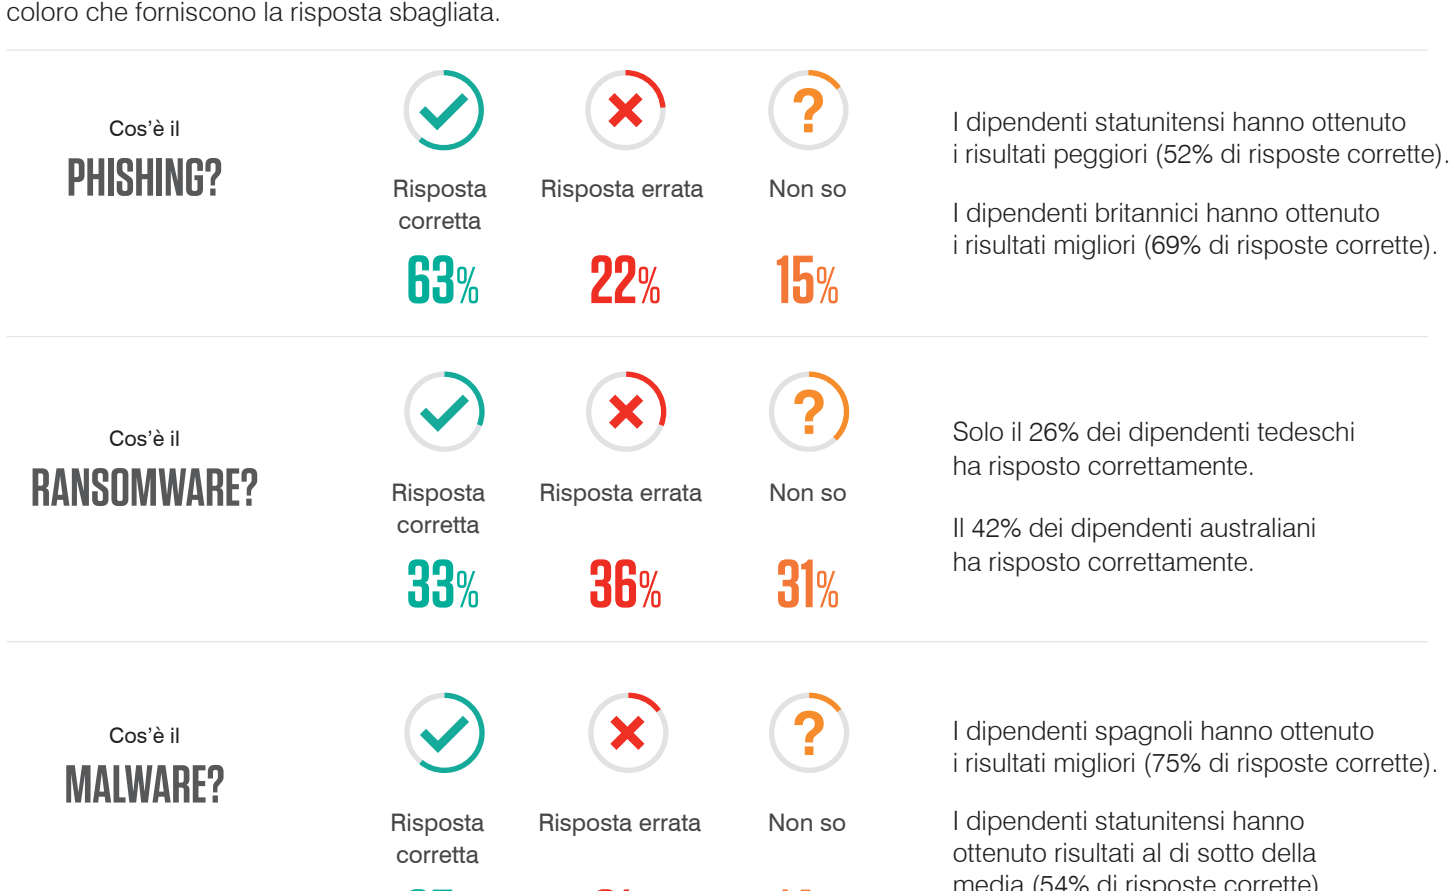 coloro che forniscono la risposta sbagliata.
Cos'è il
PHISHING?
Risposta
corretta
63%
Risposta errata
22%
Non so
15%
I dipendenti statunitensi hanno ottenuto
i risultati peggiori (52% di risposte corrette).
I dipendenti britannici hanno ottenuto
i risultati migliori (69% di risposte corrette).
Cos'è il
RANSOMWARE?
Risposta
corretta
33%
Risposta errata
36%
Non so
31%
Solo il 26% dei dipendenti tedeschi
ha risposto correttamente.
Il 42% dei dipendenti australiani
ha risposto correttamente.
Cos'è il
MALWARE?
Risposta
corretta
Risposta errata
Non so
I dipendenti spagnoli hanno ottenuto
i risultati migliori (75% di risposte corrette).
I dipendenti statunitensi hanno
ottenuto risultati al di sotto della
media (54% di risposte corrette)